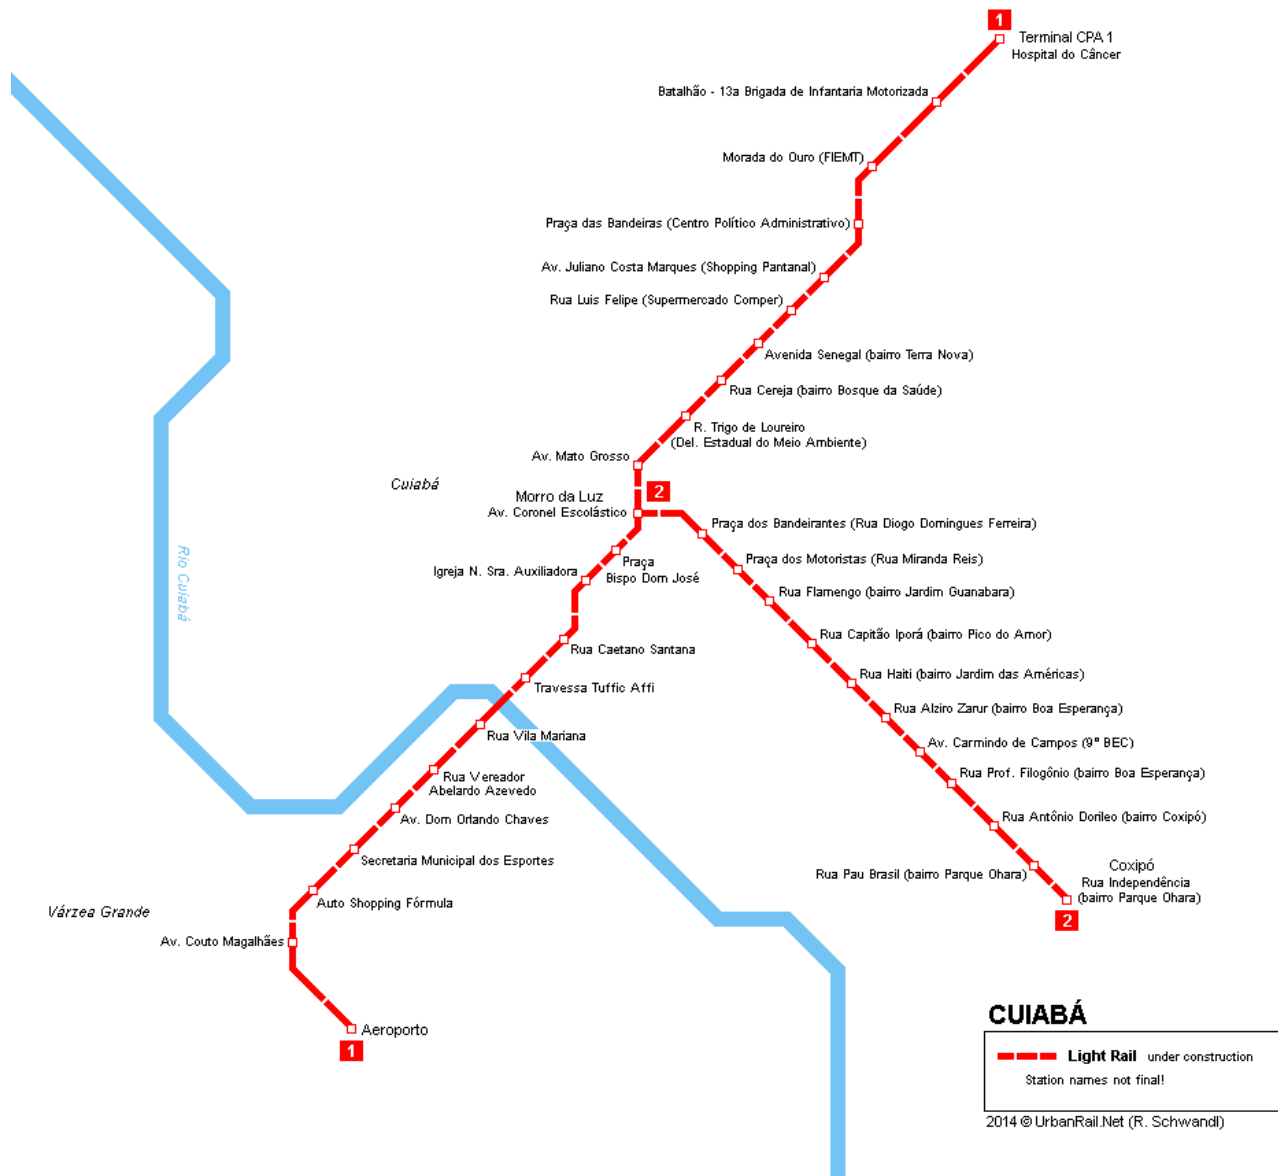 1
Terminal CPA 1
Hospital do Câncer
Batalhão - 13a Brigada de Infantaria Motorizada
Morada do Ouro (FIEMT)
Praça das Bandeiras (Centro Político Administrativo)
Av. Juliano Costa Marques (Shopping Pantanal)
Rua Luis Felipe (Supermercado Comper)
Avenida Senegal (bairro Terra Nova)
Rua Cereja (bairro Bosque da Saúde)
R. Trigo de Loureiro
(Del. Estadual do Meio Ambiente)
Av. Mato Grosso
Cuiabá
2
Morro da Luz
Av. Coronel Escolástico
Praça dos Bandeirantes (Rua Diogo Domingues Ferreira)
Praça
Bispo Dom José
Praça dos Motoristas (Rua Miranda Reis)
Igreja N. Sra. Auxiliadora
Rio Cuiabá
Rua Flamengo (bairro Jardim Guanabara)
Rua Capitão Iporá (bairro Pico do Amor)
Rua Caetano Santana
Rua Haiti (bairro Jardim das Américas)
Travessa Tuffic Affi
Rua Alziro Zarur (bairro Boa Esperança)
Rua Vila Mariana
Av. Carmindo de Campos (9º BEC)
Rua Vereador
Abelardo Azevedo
Rua Prof. Filogônio (bairro Boa Esperança)
Av. Dom Orlando Chaves
Rua Antônio Dorileo (bairro Coxipó)
Secretaria Municipal dos Esportes
Rua Pau Brasil (bairro Parque Ohara)
Coxipó
Rua Independência
(bairro Parque Ohara)
2
Auto Shopping Fórmula
Várzea Grande
Av. Couto Magalhães
Aeroporto
1
CUIABÁ
Light Rail under construction
Station names not final!
2014 © UrbanRail.Net (R. Schwandl)